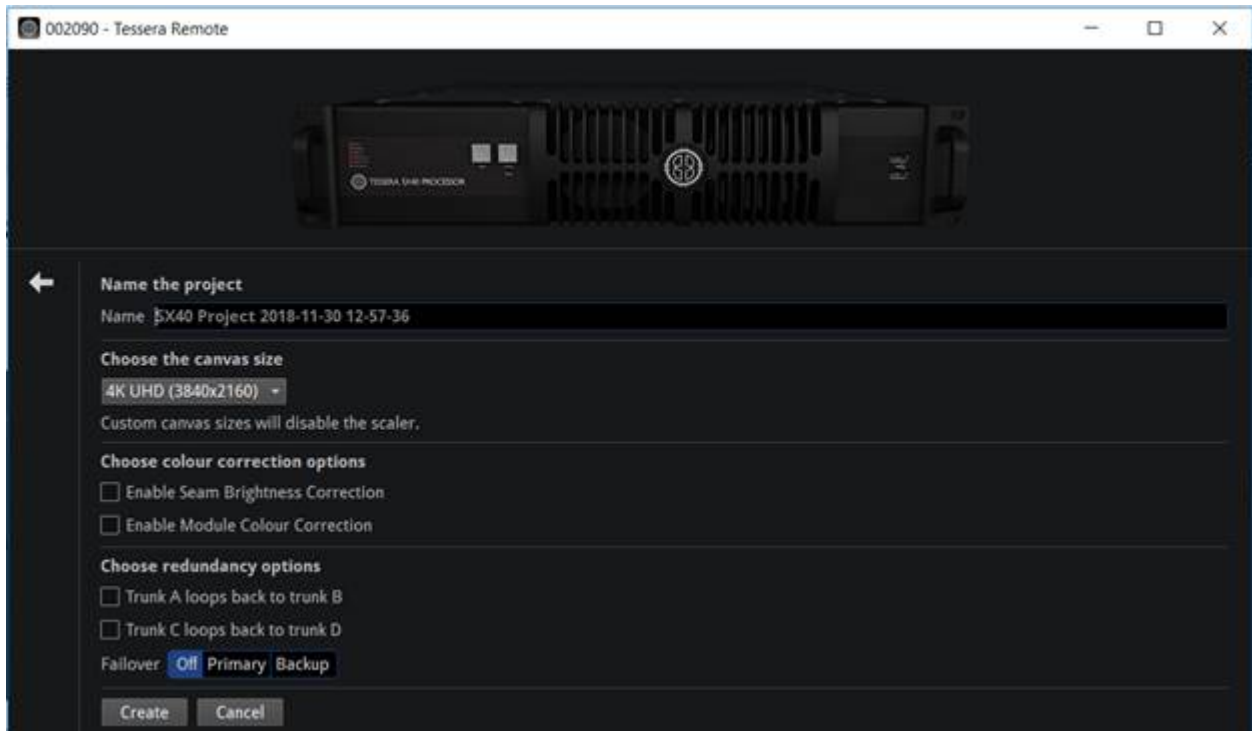 002090 - Tessera Remote
TESSERA SX40 PROCESSOR
Name the project
Name SX40 Project 2018-11-30 12-57-36
Choose the canvas size
4K UHD (3840x2160)
Custom canvas sizes will disable the scaler.
Choose colour correction options
Enable Seam Brightness Correction
Enable Module Colour Correction
Choose redundancy options
Trunk A loops back to trunk B
Trunk C loops back to trunk D
Failover Off Primary Backup
Create Cancel